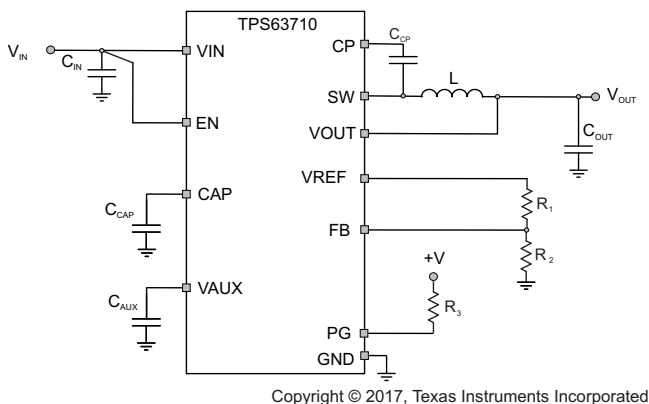 TPS63710
V_IN
C_IN
VIN
EN
CAP
C_CAP
VAUX
C_AUX
CP
C_CP
SW
L
VOUT
V_OUT
C_OUT
VREF
R_1
FB
R_2
+V
R_3
PG
GND
Copyright © 2017, Texas Instruments Incorporated